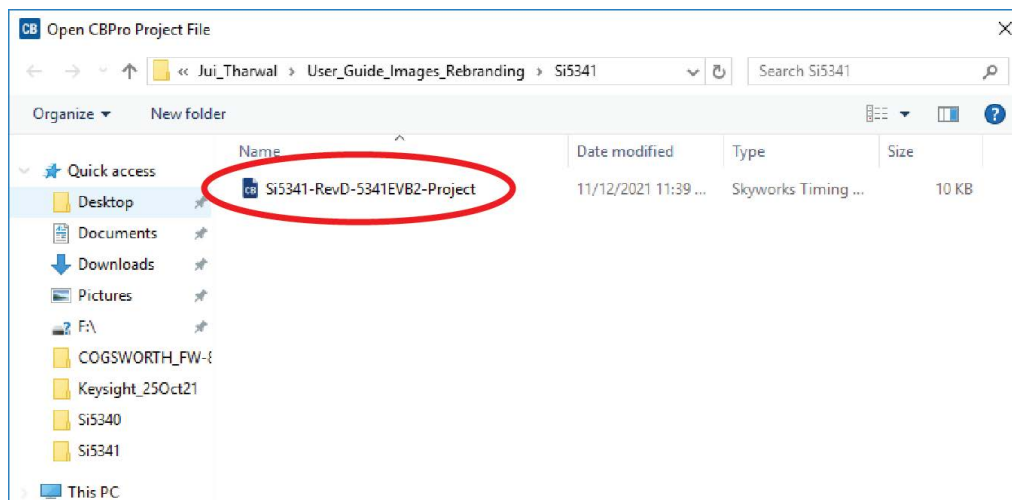 CB Open CBPro Project File
« Jui_Tharwal › User_Guide_Images_Rebranding › Si5341 Search Si5341
Organize New folder ?
Name Date modified Type Size
Quick access
CB Si5341-RevD-5341EVB2-Project 11/12/2021 11:39 ... Skyworks Timing ... 10 KB
Desktop
Documents
Downloads
Pictures
F:\
COGSWORTH_FW-
Keysight_25Oct21
Si5340
Si5341
This PC